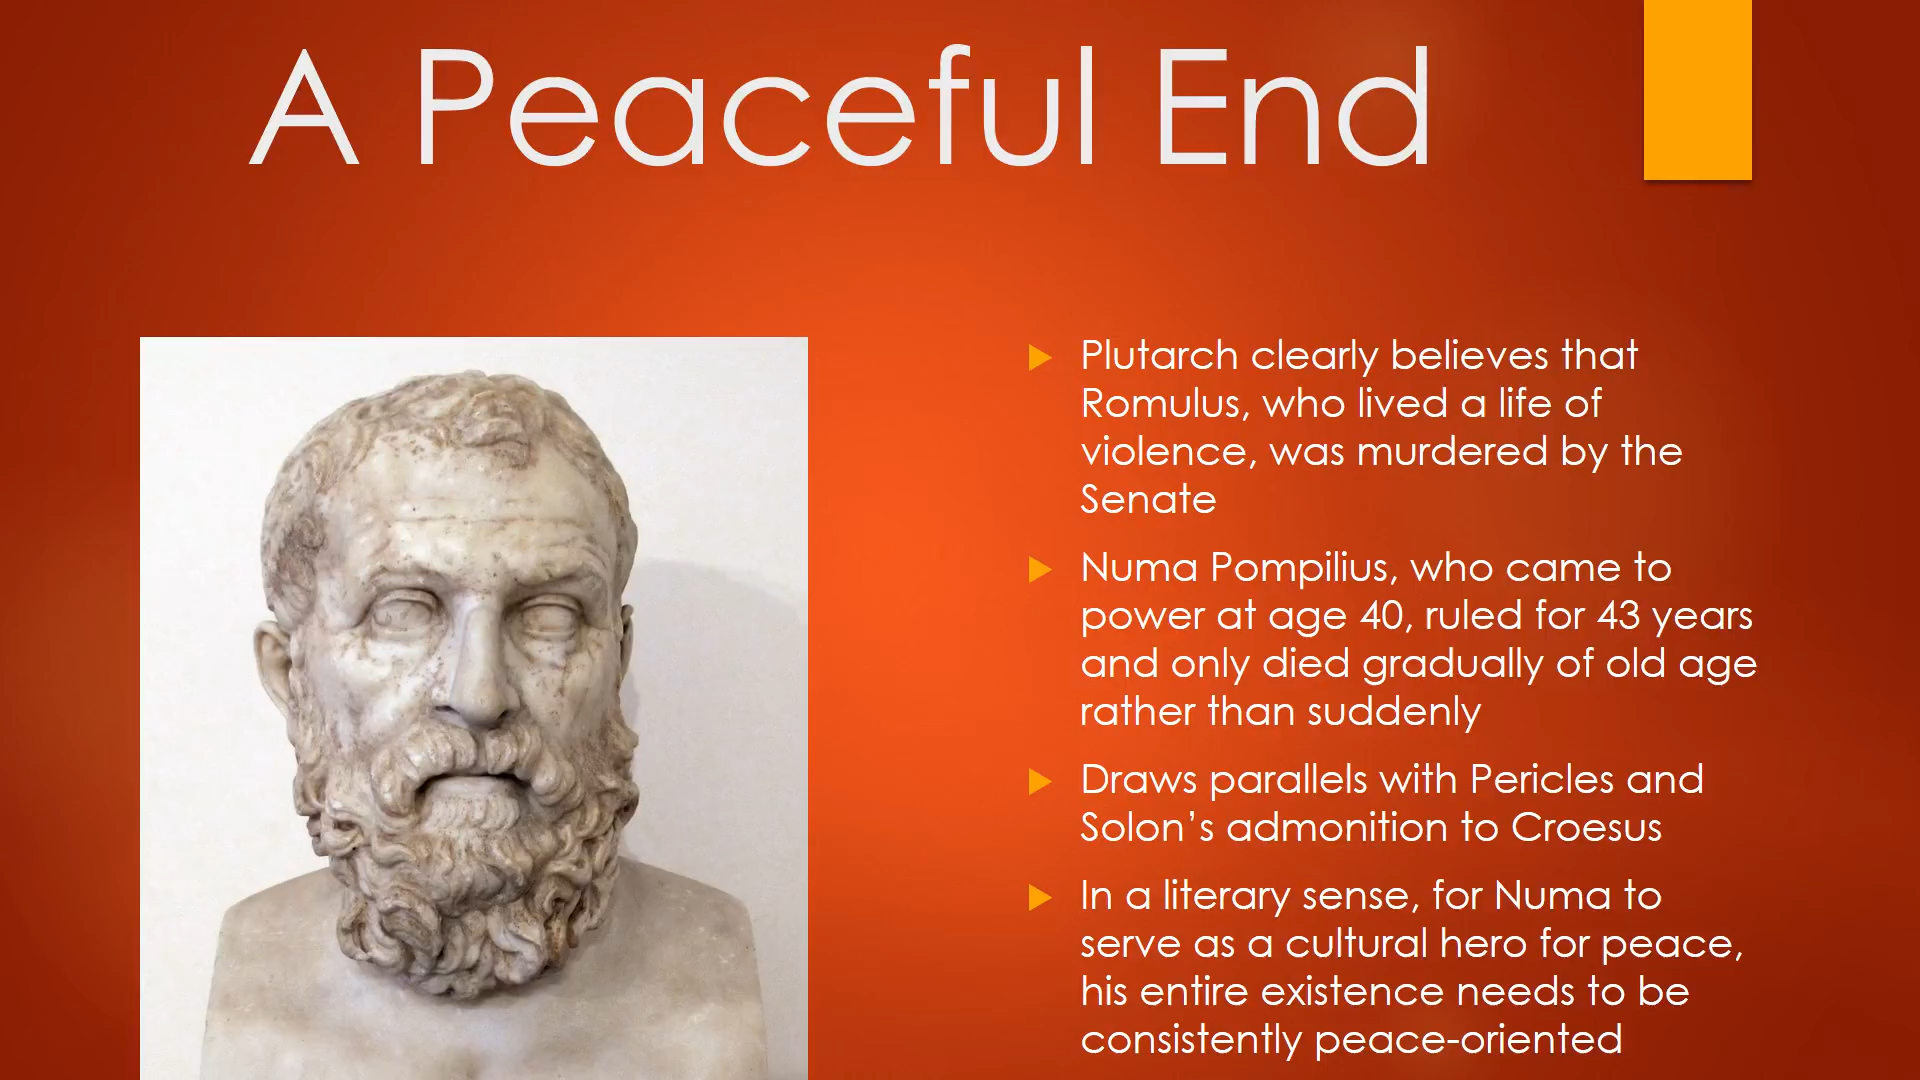 A Peaceful End
Plutarch clearly believes that
Romulus, who lived a life of
violence, was murdered by the
Senate
Numa Pompilius, who came to
power at age 40, ruled for 43 years
and only died gradually of old age
rather than suddenly
Draws parallels with Pericles and
Solon’s admonition to Croesus
In a literary sense, for Numa to
serve as a cultural hero for peace,
his entire existence needs to be
consistently peace-oriented